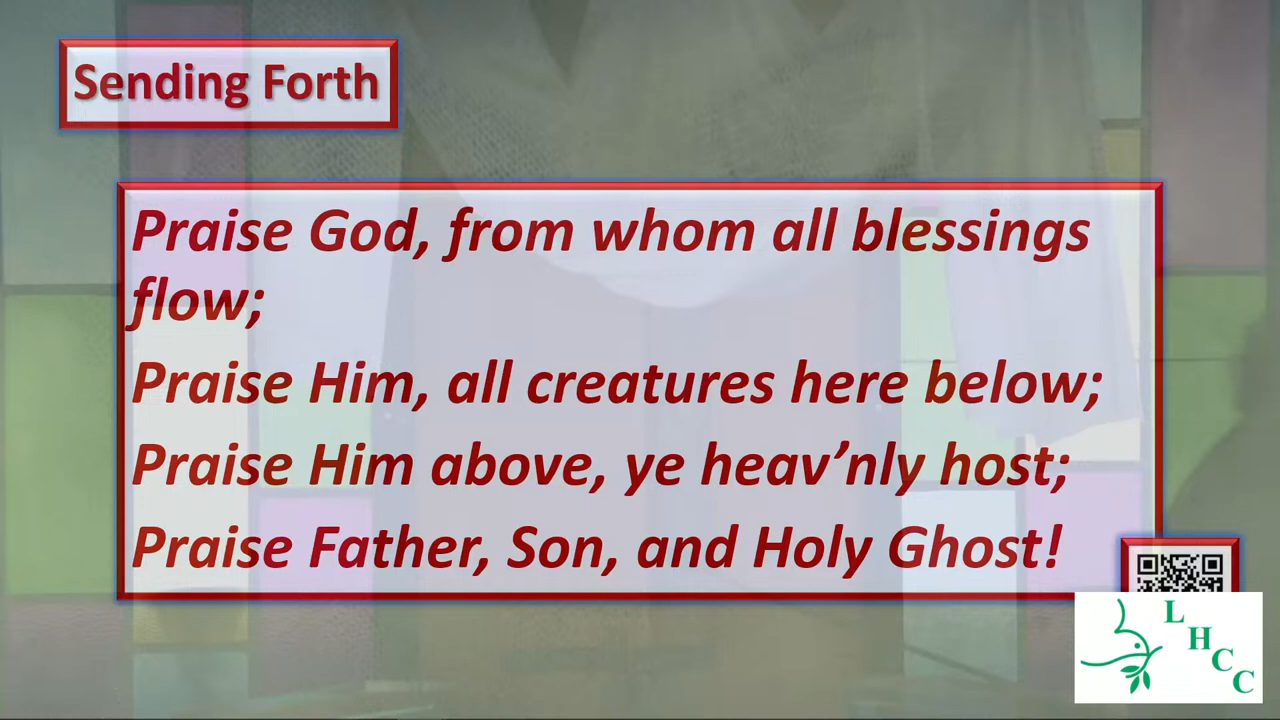 Sending Forth
Praise God, from whom all blessings
flow;
Praise Him, all creatures here below;
Praise Him above, ye heav’nly host;
Praise Father, Son, and Holy Ghost!
L
H
C
C